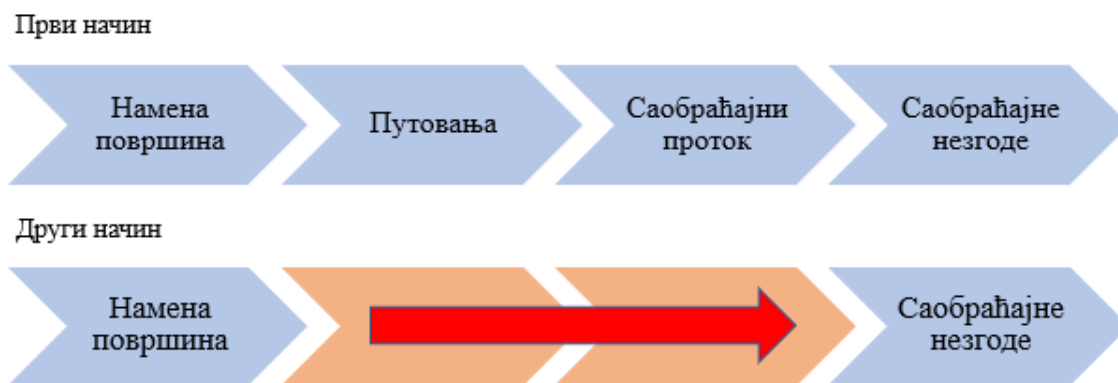 Први начин
Намена
површина
Путовања
Саобраћајни
проток
Саобраћајне
незгоде
Други начин
Намена
површина
Саобраћајне
незгоде